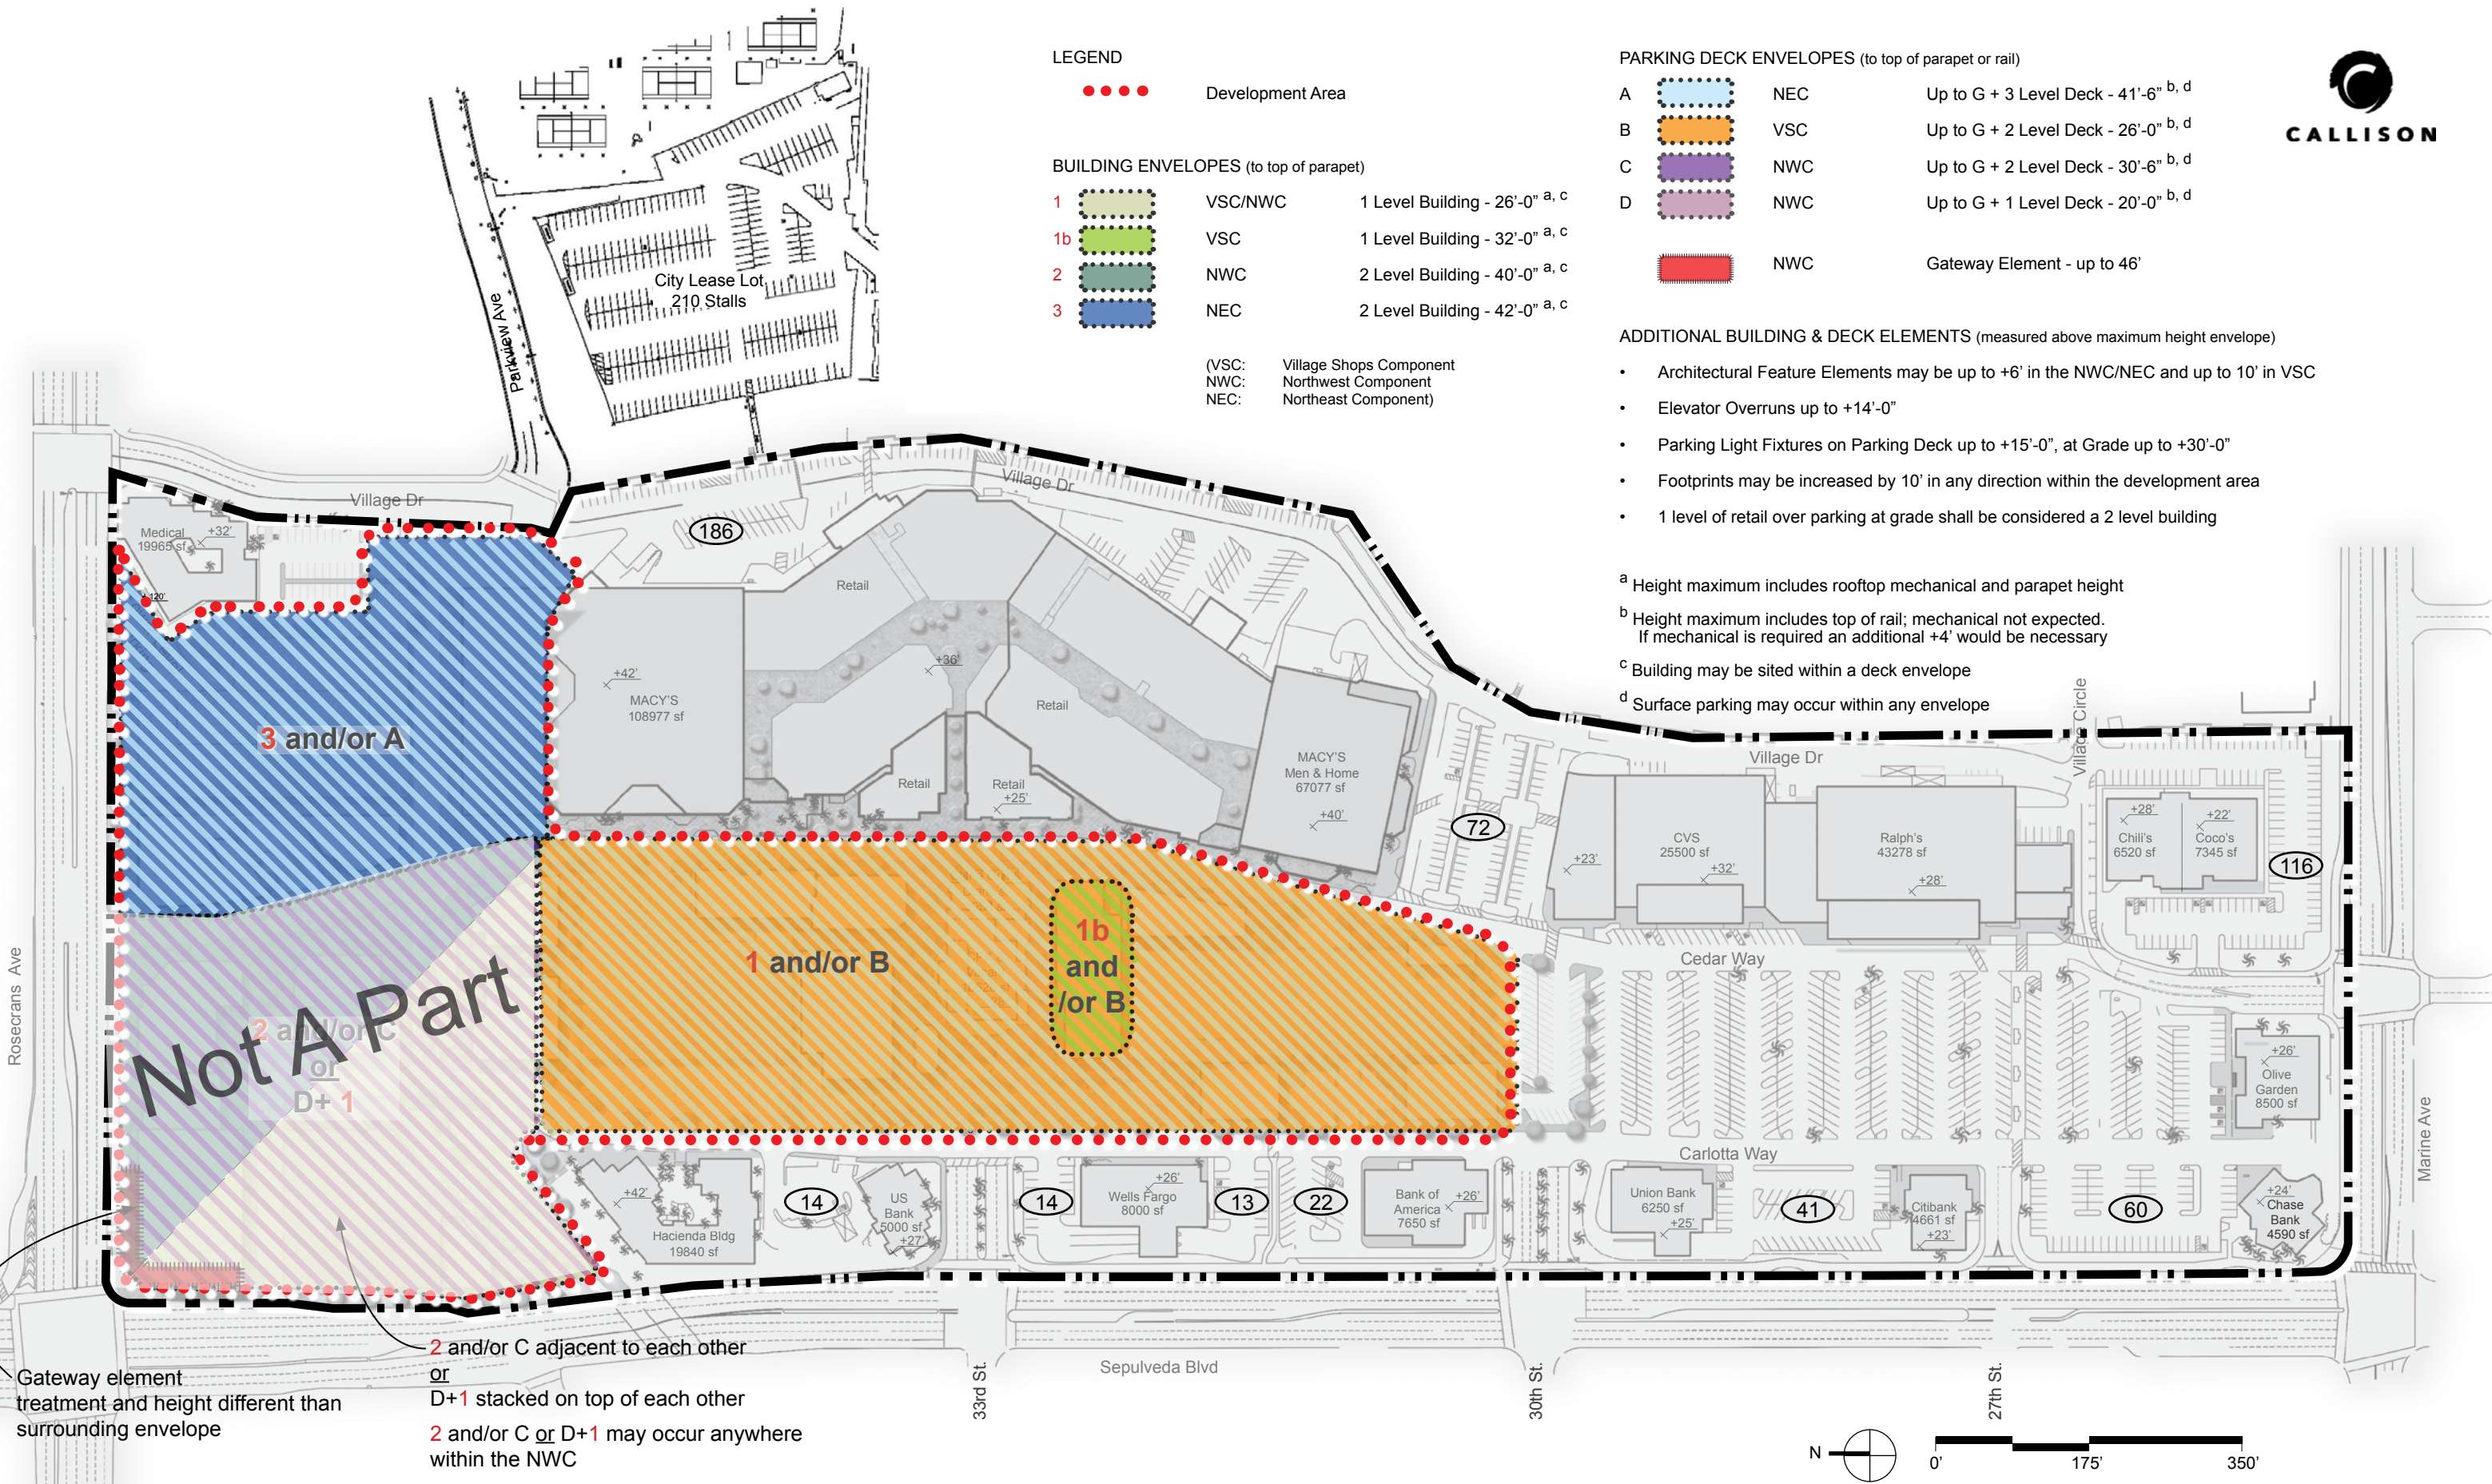 LEGEND
Development Area
BUILDING ENVELOPES (to top of parapet)
1 VSC/NWC 1 Level Building - 26'-0" a, c
1b VSC 1 Level Building - 32'-0" a, c
2 NWC 2 Level Building - 40'-0" a, c
3 NEC 2 Level Building - 42'-0" a, c
(VSC: Village Shops Component
NWC: Northwest Component
NEC: Northeast Component)
PARKING DECK ENVELOPES (to top of parapet or rail)
A NEC Up to G + 3 Level Deck - 41'-6" b, d
B VSC Up to G + 2 Level Deck - 26'-0" b, d
C NWC Up to G + 2 Level Deck - 30'-6" b, d
D NWC Up to G + 1 Level Deck - 20'-0" b, d
NWC Gateway Element - up to 46'
CALLISON
ADDITIONAL BUILDING & DECK ELEMENTS (measured above maximum height envelope)
• Architectural Feature Elements may be up to +6' in the NWC/NEC and up to 10' in VSC
• Elevator Overruns up to +14'-0"
• Parking Light Fixtures on Parking Deck up to +15'-0", at Grade up to +30'-0"
• Footprints may be increased by 10' in any direction within the development area
• 1 level of retail over parking at grade shall be considered a 2 level building
a Height maximum includes rooftop mechanical and parapet height
b Height maximum includes top of rail; mechanical not expected.
If mechanical is required an additional +4' would be necessary
c Building may be sited within a deck envelope
d Surface parking may occur within any envelope
City Lease Lot
210 Stalls
Parkview Ave
Village Dr
Village Dr
Village Dr
Village Circle
Medical
19965 sf
+32'
120'
186
Retail
+36'
+42'
MACY'S
108977 sf
Retail
Retail
Retail
+25'
MACY'S
Men & Home
67077 sf
+40'
72
+23'
CVS
25500 sf
+32'
Ralph's
43278 sf
+28'
+28'
Chili's
6520 sf
+22'
Coco's
7345 sf
116
3 and/or A
1 and/or B
1b
and
/or B
Not A Part
2 and/or C
or
D+ 1
Cedar Way
Carlotta Way
+26'
Olive
Garden
8500 sf
Rosecrans Ave
Marine Ave
+42'
Hacienda Bldg
19840 sf
14
US
Bank
5000 sf
+27'
14
+26'
Wells Fargo
8000 sf
13
22
Bank of
America
7650 sf
+26'
Union Bank
6250 sf
+25'
41
Citibank
4661 sf
+23'
60
+24'
Chase
Bank
4590 sf
Sepulveda Blvd
33rd St.
30th St.
27th St.
Gateway element
treatment and height different than
surrounding envelope
2 and/or C adjacent to each other
or
D+1 stacked on top of each other
2 and/or C or D+1 may occur anywhere
within the NWC
N
0' 175' 350'